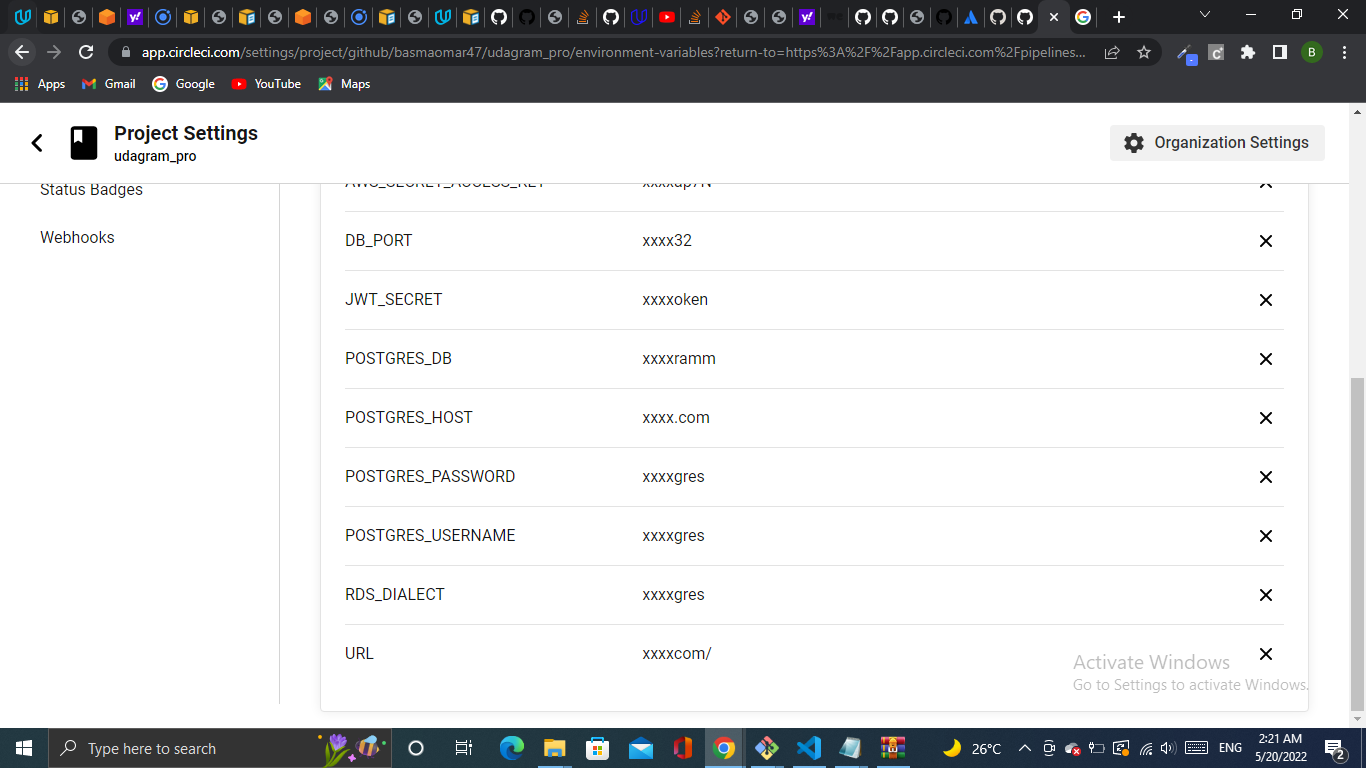 app.circleci.com/settings/project/github/basmaomar47/udagram_pro/environment-variables?return-to=https%3A%2F%2Fapp.circleci.com%2Fpipelines...
B
Apps Gmail Google YouTube Maps
Project Settings
udagram_pro
Organization Settings
Status Badges
Webhooks
AWS_SECRET_ACCESS_KEY xxxxap7N
DB_PORT xxxx32
JWT_SECRET xxxxoken
POSTGRES_DB xxxxramm
POSTGRES_HOST xxxx.com
POSTGRES_PASSWORD xxxxgres
POSTGRES_USERNAME xxxxgres
RDS_DIALECT xxxxgres
URL xxxxcom/
Activate Windows
Go to Settings to activate Windows.
Type here to search
26°C
ENG
2:21 AM
5/20/2022
2